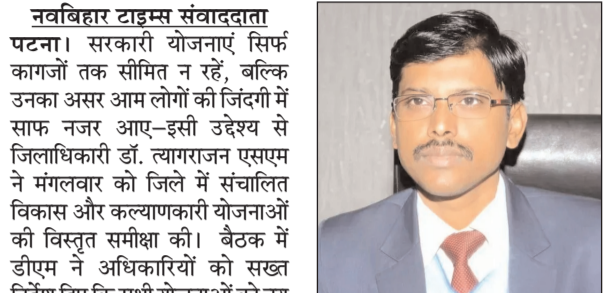 नवबिहार टाइम्स संवाददाता
पटना। सरकारी योजनाएं सिर्फ
कागजों तक सीमित न रहें, बल्कि
उनका असर आम लोगों की जिंदगी में
साफ नजर आए–इसी उद्देश्य से
जिलाधिकारी डॉ. त्यागराजन एसएम
ने मंगलवार को जिले में संचालित
विकास और कल्याणकारी योजनाओं
की विस्तृत समीक्षा की। बैठक में
डीएम ने अधिकारियों को सख्त